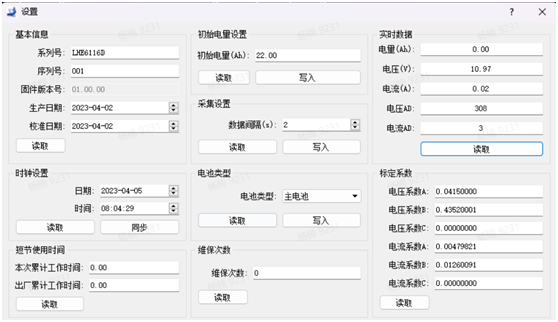 设置
? ×
基本信息
系列号: LHE6116D
序列号: 001
固件版本号: 01.00.00
生产日期: 2023-04-02
校准日期: 2023-04-02
读取
时钟设置
日期: 2023-04-05
时间: 08:04:29
读取 同步
短节使用时间
本次累计工作时间: 0.00
出厂累计工作时间: 0.00
读取
初始电量设置
初始电量(Ah): 22.00
读取 写入
采集设置
数据间隔(s): 2
读取 写入
电池类型
电池类型: 主电池
读取 写入
维保次数
维保次数: 0
读取
实时数据
电量(Ah): 0.00
电压(V): 10.97
电流(A): 0.02
电压AD: 308
电流AD: 3
读取
标定系数
电压系数A: 0.04150000
电压系数B: 0.43520001
电压系数C: 0.00000000
电流系数A: 0.00479821
电流系数B: 0.01260091
电流系数C: 0.00000000
读取